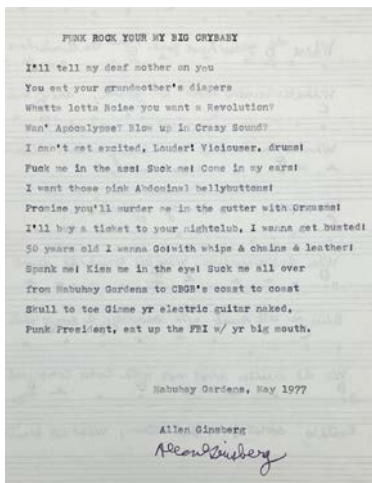 PUNK ROCK YOUR MY BIG CRYBABY
I'll tell my deaf mother on you
You eat your grandmother's diapers
Whatta lotta Noise you want a Revolution?
Wan' Apocalypse? Blow up in Crazy Sound?
I can't get excited, Louder! Viciouser, drums!
Fuck me in the ass! Suck me! Come in my ears!
I want those pink Abdominal bellybuttons!
Promise you'll murder me in the gutter with Orgasms!
I'll buy a ticket to your nightclub, I wanna get busted!
50 years old I wanna Go!with whips & chains & leather!
Spank me! Kiss me in the eye! Suck me all over
from Mabuhay Gardens to CBGB's coast to coast
Skull to toe Gimme yr electric guitar naked,
Punk President, eat up the FBI w/ yr big mouth.
Mabuhay Gardens, May 1977
Allen Ginsberg
Allen Ginsberg